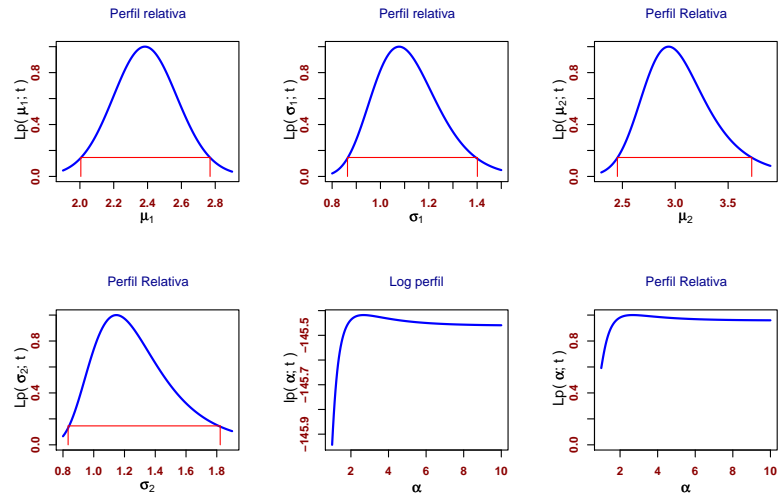 Perfil relativa
Lp( μ1; t )
0.0 0.4 0.8
2.0 2.2 2.4 2.6 2.8
μ1
Perfil relativa
Lp( σ1; t )
0.0 0.4 0.8
0.8 1.0 1.2 1.4
σ1
Perfil Relativa
Lp( μ2; t )
0.0 0.4 0.8
2.5 3.0 3.5
μ2
Perfil Relativa
Lp( σ2; t )
0.0 0.4 0.8
0.8 1.0 1.2 1.4 1.6 1.8
σ2
Log perfil
lp( α; t )
−145.9 −145.7 −145.5
2 4 6 8 10
α
Perfil Relativa
Lp( α; t )
0.0 0.4 0.8
2 4 6 8 10
α